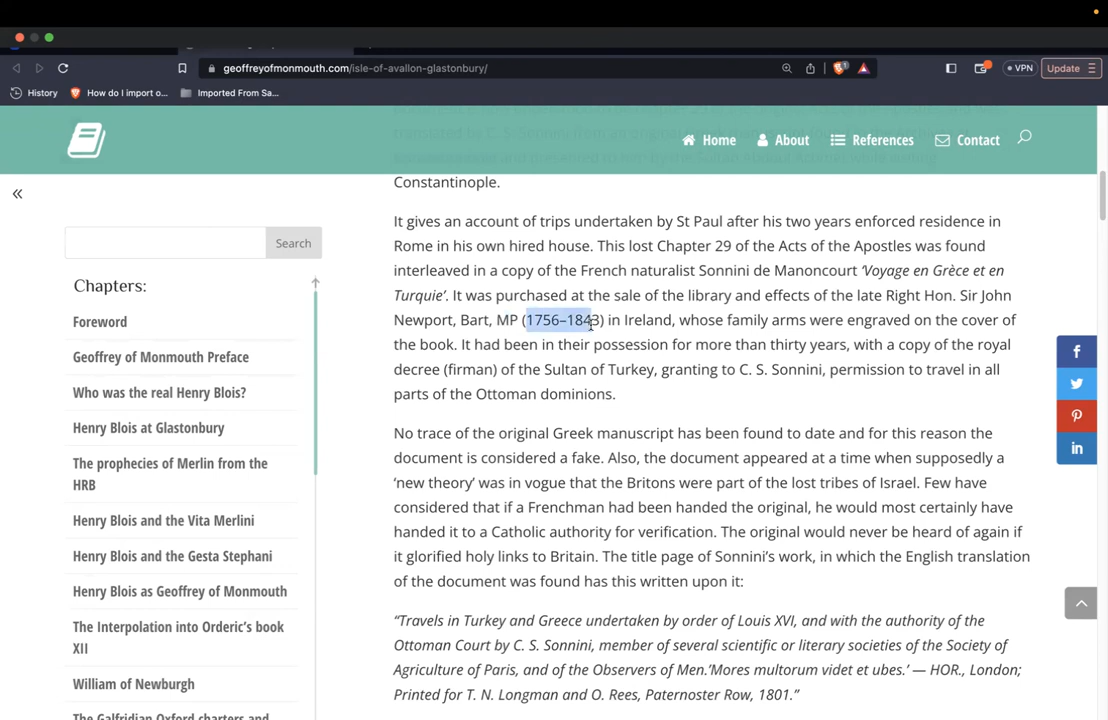 Update
geoffreyofmonmouth.com/isle-of-avallon-glastonbury/
1
VPN
History
How do I import o...
Imported From Sa...
Home
About
References
Contact
Constantinople.
«
Search
Chapters:
Foreword
Geoffrey of Monmouth Preface
Who was the real Henry Blois?
Henry Blois at Glastonbury
The prophecies of Merlin from the
HRB
Henry Blois and the Vita Merlini
Henry Blois and the Gesta Stephani
Henry Blois as Geoffrey of Monmouth
The Interpolation into Orderic's book
XII
William of Newburgh
The Galfridian Oxford charters and
It gives an account of trips undertaken by St Paul after his two years enforced residence in
Rome in his own hired house. This lost Chapter 29 of the Acts of the Apostles was found
interleaved in a copy of the French naturalist Sonnini de Manoncourt ‘Voyage en Grèce et en
Turquie’. It was purchased at the sale of the library and effects of the late Right Hon. Sir John
Newport, Bart, MP (1756–1843) in Ireland, whose family arms were engraved on the cover of
the book. It had been in their possession for more than thirty years, with a copy of the royal
decree (firman) of the Sultan of Turkey, granting to C. S. Sonnini, permission to travel in all
parts of the Ottoman dominions.
No trace of the original Greek manuscript has been found to date and for this reason the
document is considered a fake. Also, the document appeared at a time when supposedly a
‘new theory’ was in vogue that the Britons were part of the lost tribes of Israel. Few have
considered that if a Frenchman had been handed the original, he would most certainly have
handed it to a Catholic authority for verification. The original would never be heard of again if
it glorified holy links to Britain. The title page of Sonnini’s work, in which the English translation
of the document was found has this written upon it:
“Travels in Turkey and Greece undertaken by order of Louis XVI, and with the authority of the
Ottoman Court by C. S. Sonnini, member of several scientific or literary societies of the Society of
Agriculture of Paris, and of the Observers of Men.’Mores multorum videt et ubes.’ — HOR., London;
Printed for T. N. Longman and O. Rees, Paternoster Row, 1801.”